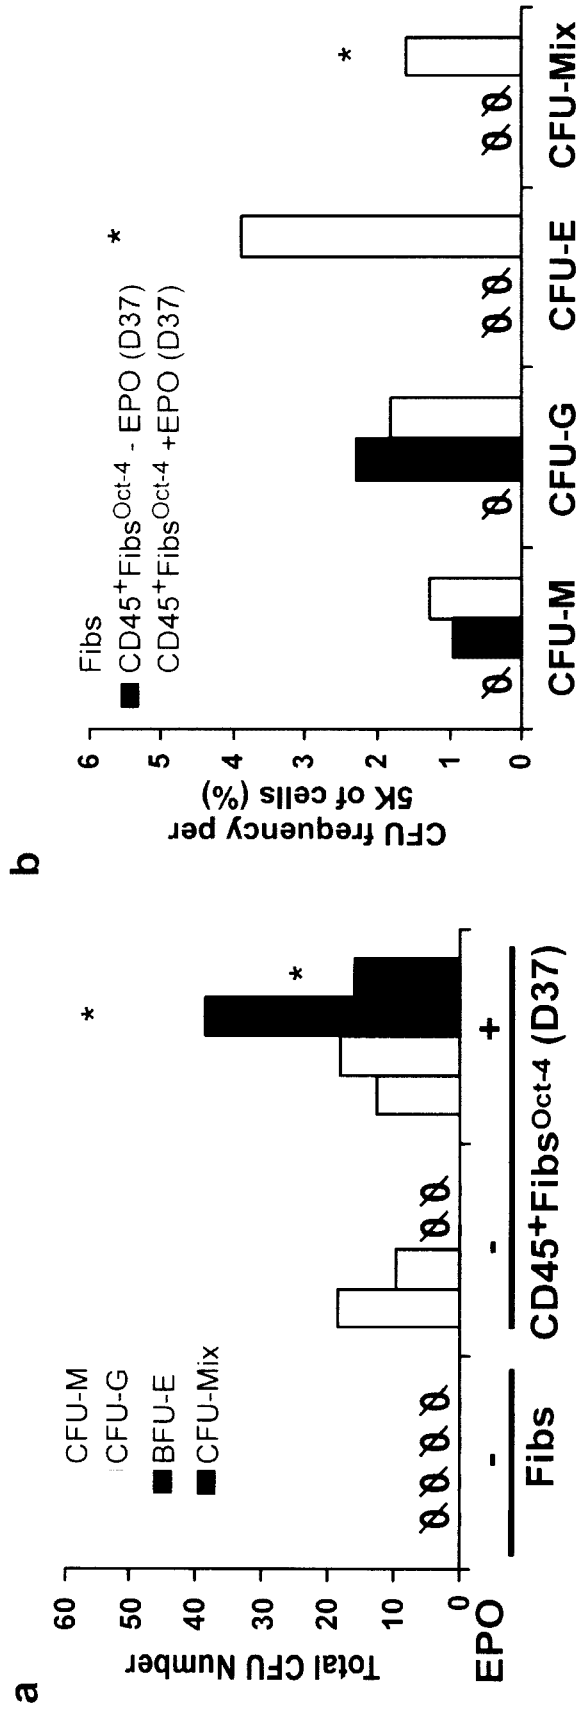 a
Total CFU Number
60
50
40
30
20
10
0
CFU-M
CFU-G
BFU-E
CFU-Mix
*
*
EPO
-
-
+
Fibs
CD45+FibsOct-4 (D37)
b
CFU frequency per
5K of cells (%)
6
5
4
3
2
1
0
Fibs
CD45+FibsOct-4 - EPO (D37)
CD45+FibsOct-4 +EPO (D37)
*
*
CFU-M
CFU-G
CFU-E
CFU-Mix